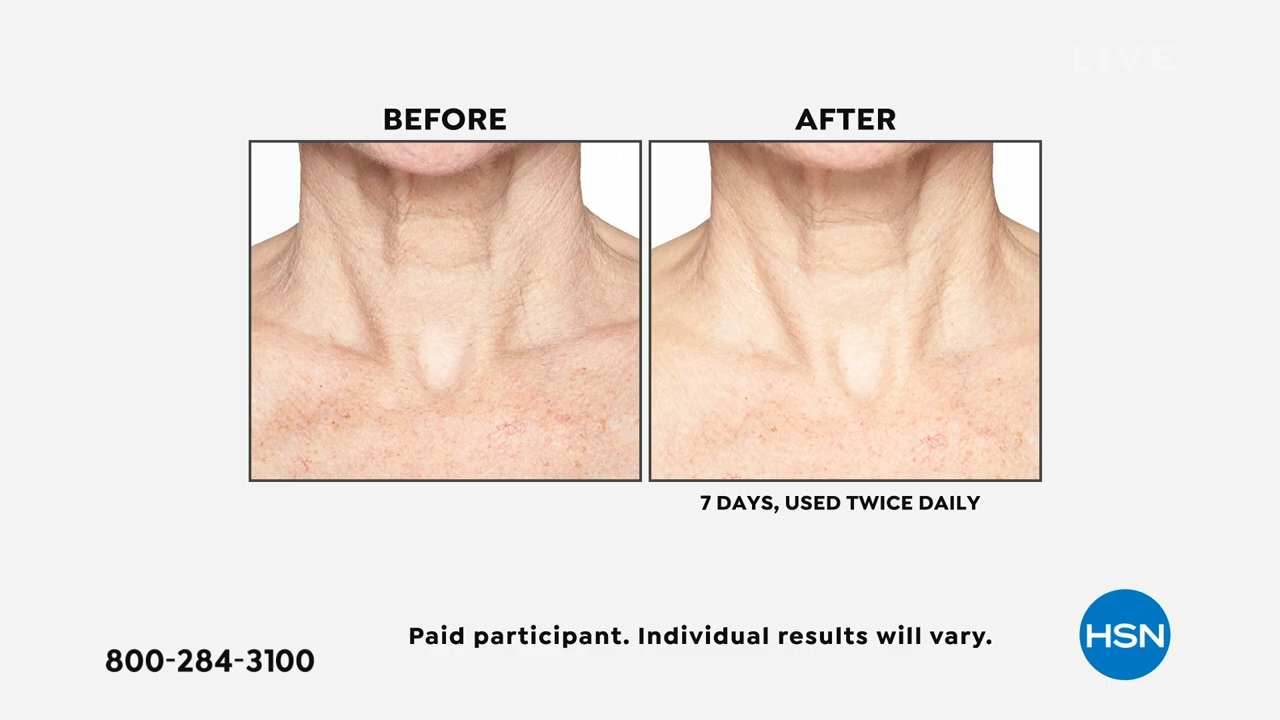 LIVE
BEFORE
AFTER
7 DAYS, USED TWICE DAILY
Paid participant. Individual results will vary.
800-284-3100
HSN